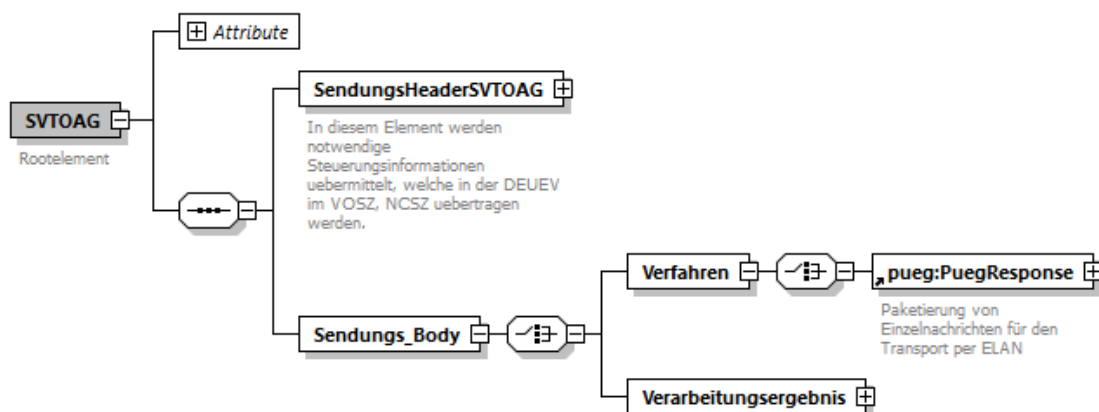 Attribute
SVTOAG
Rootelement
SendungsHeaderSVTOAG
In diesem Element werden
notwendige
Steuerungsinformationen
uebermittelt, welche in der DEUEV
im VOSZ, NCSZ uebertragen
werden.
Sendungs_Body
Verfahren
pueg:PuegResponse
Paketierung von
Einzelnachrichten für den
Transport per ELAN
Verarbeitungsergebnis